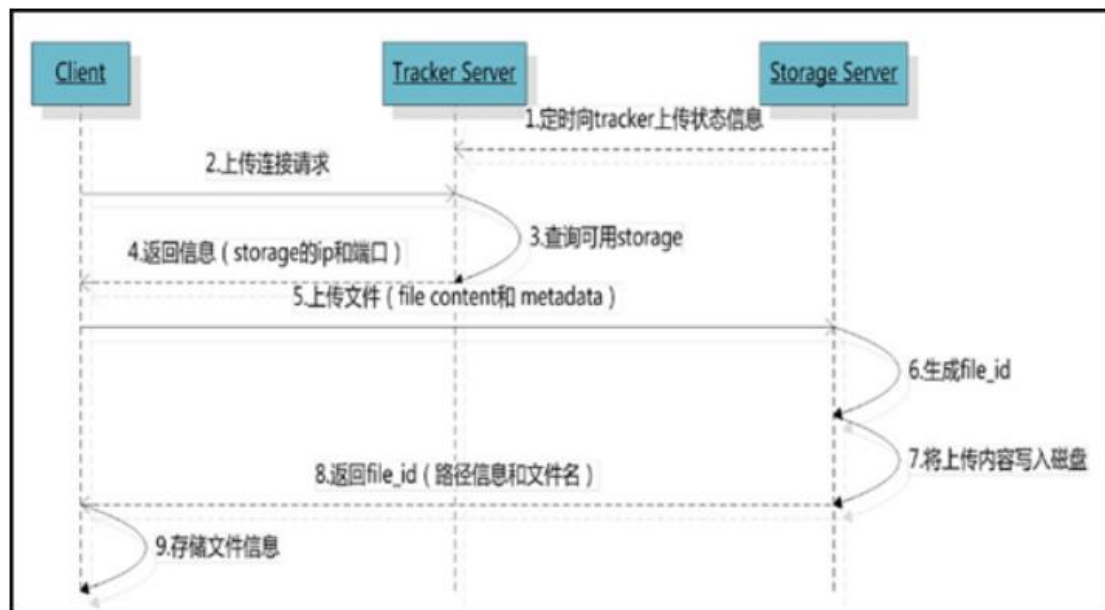 Client
Tracker Server
Storage Server
1.定时向tracker上传状态信息
2.上传连接请求
3.查询可用storage
4.返回信息（storage的ip和端口）
5.上传文件（file content和 metadata）
6.生成file_id
7.将上传内容写入磁盘
8.返回file_id（路径信息和文件名）
9.存储文件信息